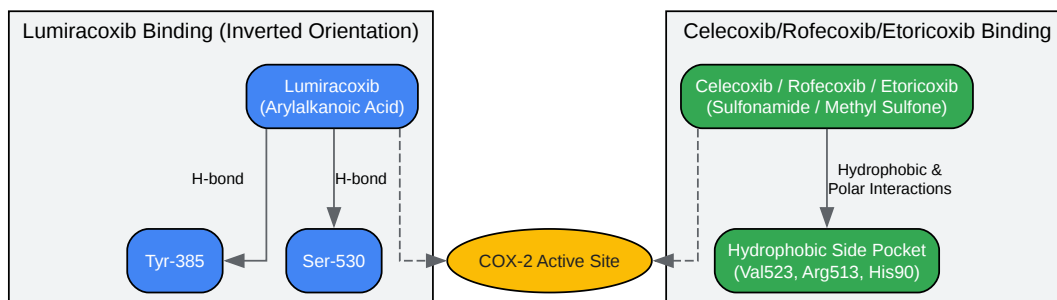 Lumiracoxib Binding (Inverted Orientation)
Lumiracoxib
(Arylalkanoic Acid)
H-bond
H-bond
Tyr-385
Ser-530
COX-2 Active Site
Celecoxib/Rofecoxib/Etoricoxib Binding
Celecoxib / Rofecoxib / Etoricoxib
(Sulfonamide / Methyl Sulfone)
Hydrophobic &
Polar Interactions
Hydrophobic Side Pocket
(Val523, Arg513, His90)